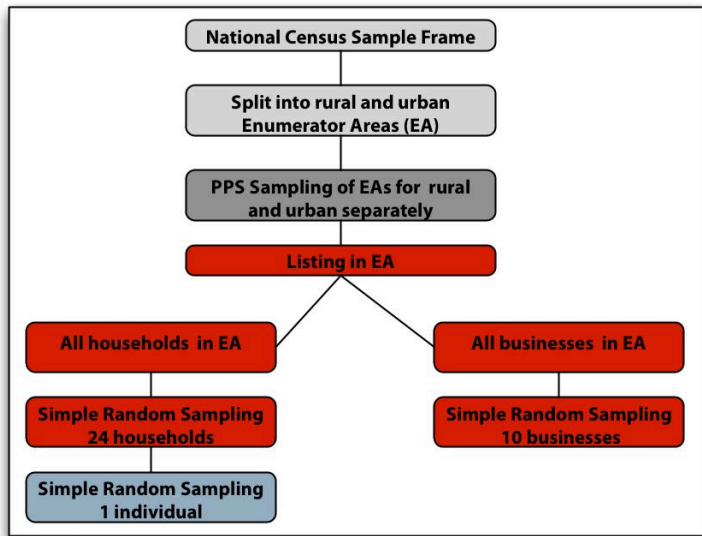 National Census Sample Frame
Split into rural and urban
Enumerator Areas (EA)
PPS Sampling of EAs for rural
and urban separately
Listing in EA
All households in EA
All businesses in EA
Simple Random Sampling
24 households
Simple Random Sampling
10 businesses
Simple Random Sampling
1 individual